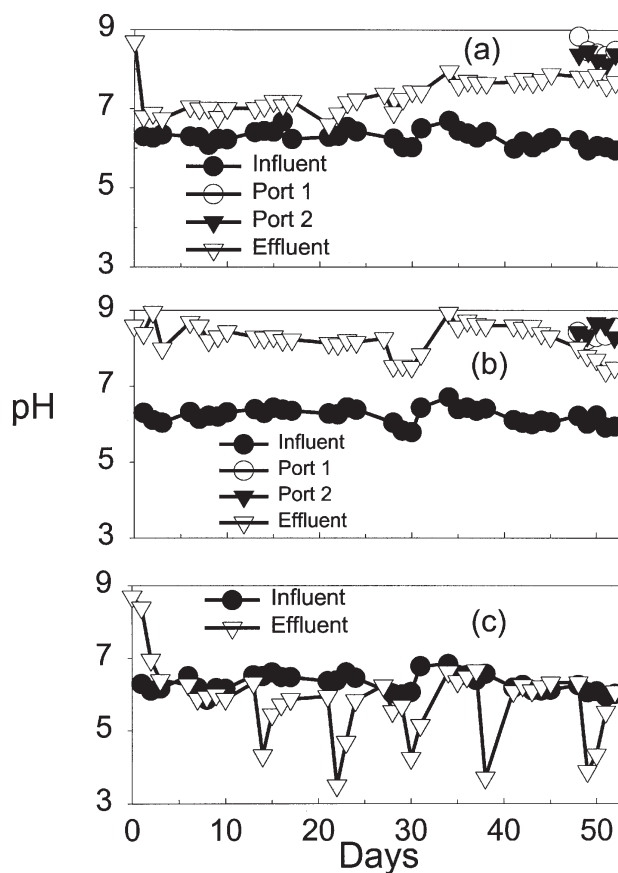 9
7
5
3
(a)
Influent
Port 1
Port 2
Effluent
9
7
5
3
(b)
Influent
Port 1
Port 2
Effluent
pH
9
7
5
3
Influent
Effluent
(c)
0 10 20 30 40 50
Days